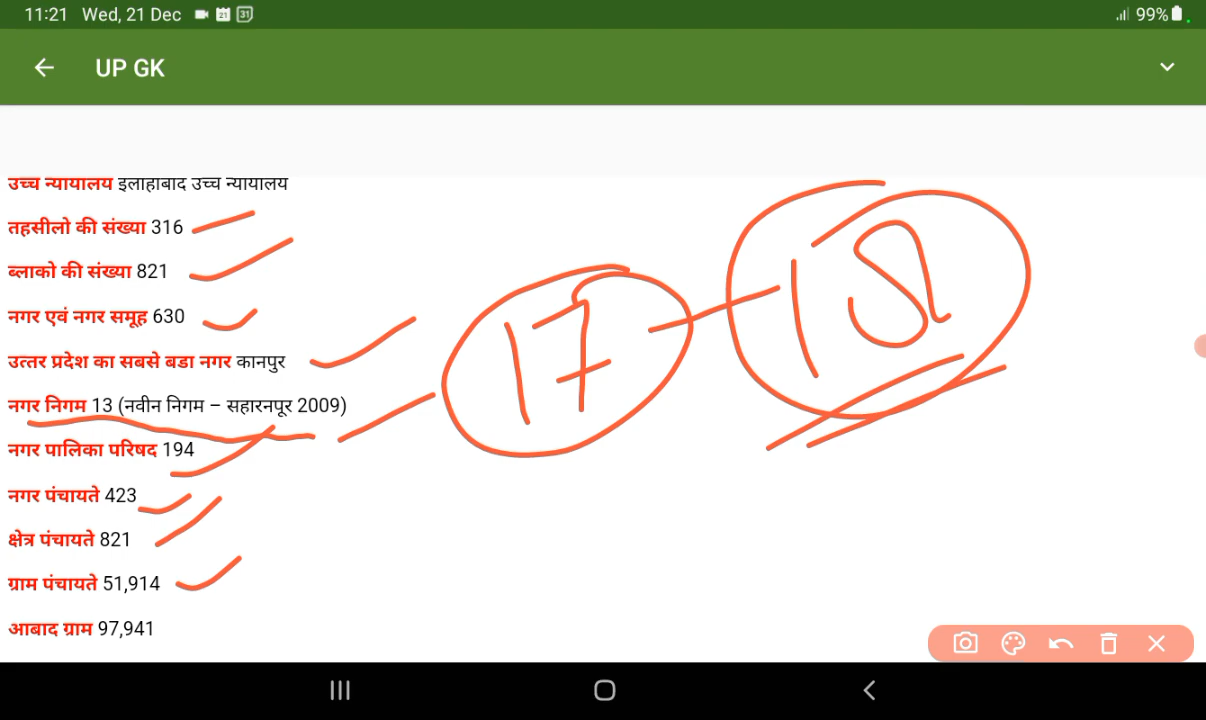 11:21 Wed, 21 Dec 21 31 99%
UP GK
उच्च न्यायालय इलाहाबाद उच्च न्यायालय
तहसीलो की संख्या 316
ब्लाको की संख्या 821
नगर एवं नगर समूह 630
उत्तर प्रदेश का सबसे बडा नगर कानपुर
17 - 18
नगर निगम 13 (नवीन निगम – सहारनपुर 2009)
नगर पालिका परिषद 194
नगर पंचायते 423
क्षेत्र पंचायते 821
ग्राम पंचायते 51,914
आबाद ग्राम 97,941